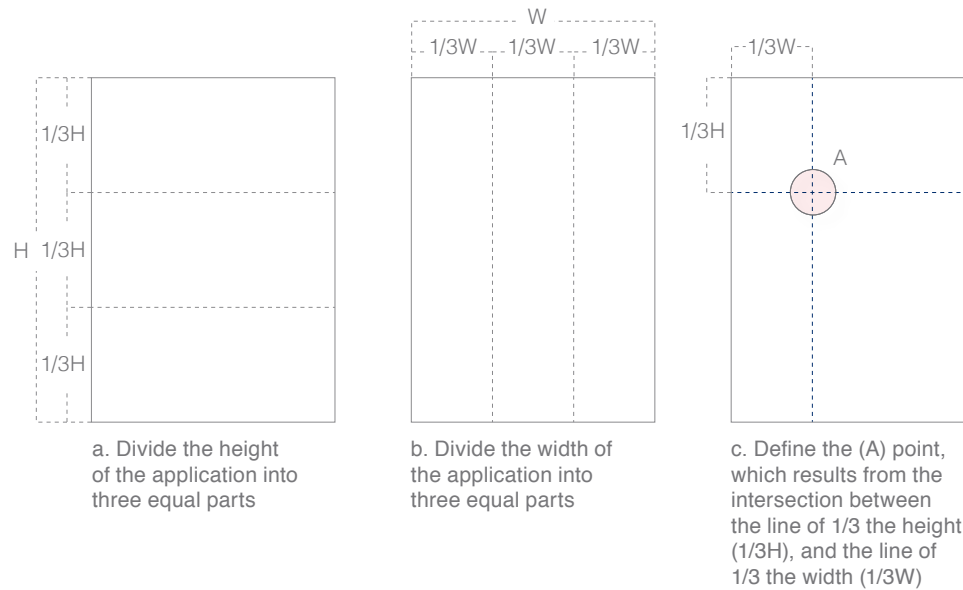 W
1/3W 1/3W 1/3W
1/3W
1/3H
1/3H
A
H 1/3H
1/3H
a. Divide the height
of the application into
three equal parts
b. Divide the width of
the application into
three equal parts
c. Define the (A) point,
which results from the
intersection between
the line of 1/3 the height
(1/3H), and the line of
1/3 the width (1/3W)